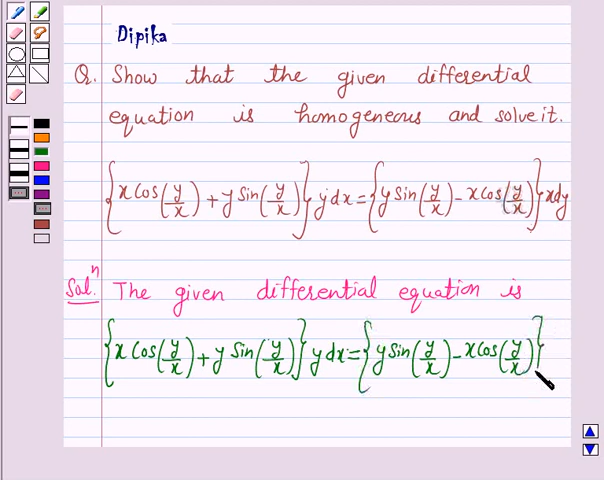 Dipika
Q. Show that the given differential
equation is homogeneous and solve it.
{x Cos(y/x) + y Sin(y/x)} y dx = {y Sin(y/x) - x Cos(y/x)} x dy
Solⁿ. The given differential equation is
{x Cos(y/x) + y Sin(y/x)} y dx = {y Sin(y/x) - x Cos(y/x)}